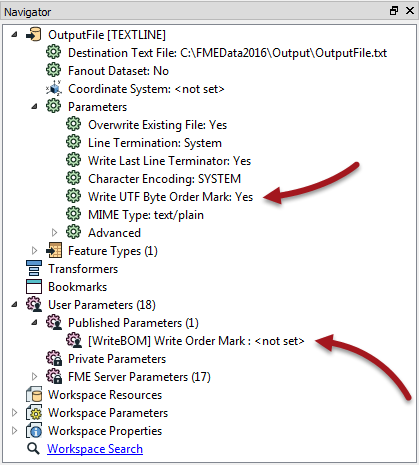 Navigator
OutputFile [TEXTLINE]
Destination Text File: C:\FMEData2016\Output\OutputFile.txt
Fanout Dataset: No
Coordinate System: <not set>
Parameters
Overwrite Existing File: Yes
Line Termination: System
Write Last Line Terminator: Yes
Character Encoding: SYSTEM
Write UTF Byte Order Mark: Yes
MIME Type: text/plain
Advanced
Feature Types (1)
Transformers
Bookmarks
User Parameters (18)
Published Parameters (1)
[WriteBOM] Write Order Mark : <not set>
Private Parameters
FME Server Parameters (17)
Workspace Resources
Workspace Parameters
Workspace Properties
Workspace Search